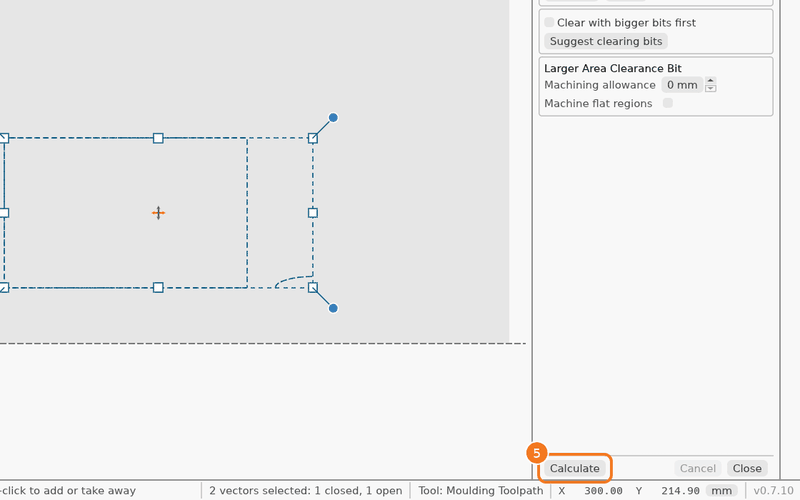 Clear with bigger bits first
Suggest clearing bits
Larger Area Clearance Bit
Machining allowance 0 mm
Machine flat regions
5
Calculate Cancel Close
-click to add or take away 2 vectors selected: 1 closed, 1 open Tool: Moulding Toolpath X 300.00 Y 214.90 mm v0.7.10